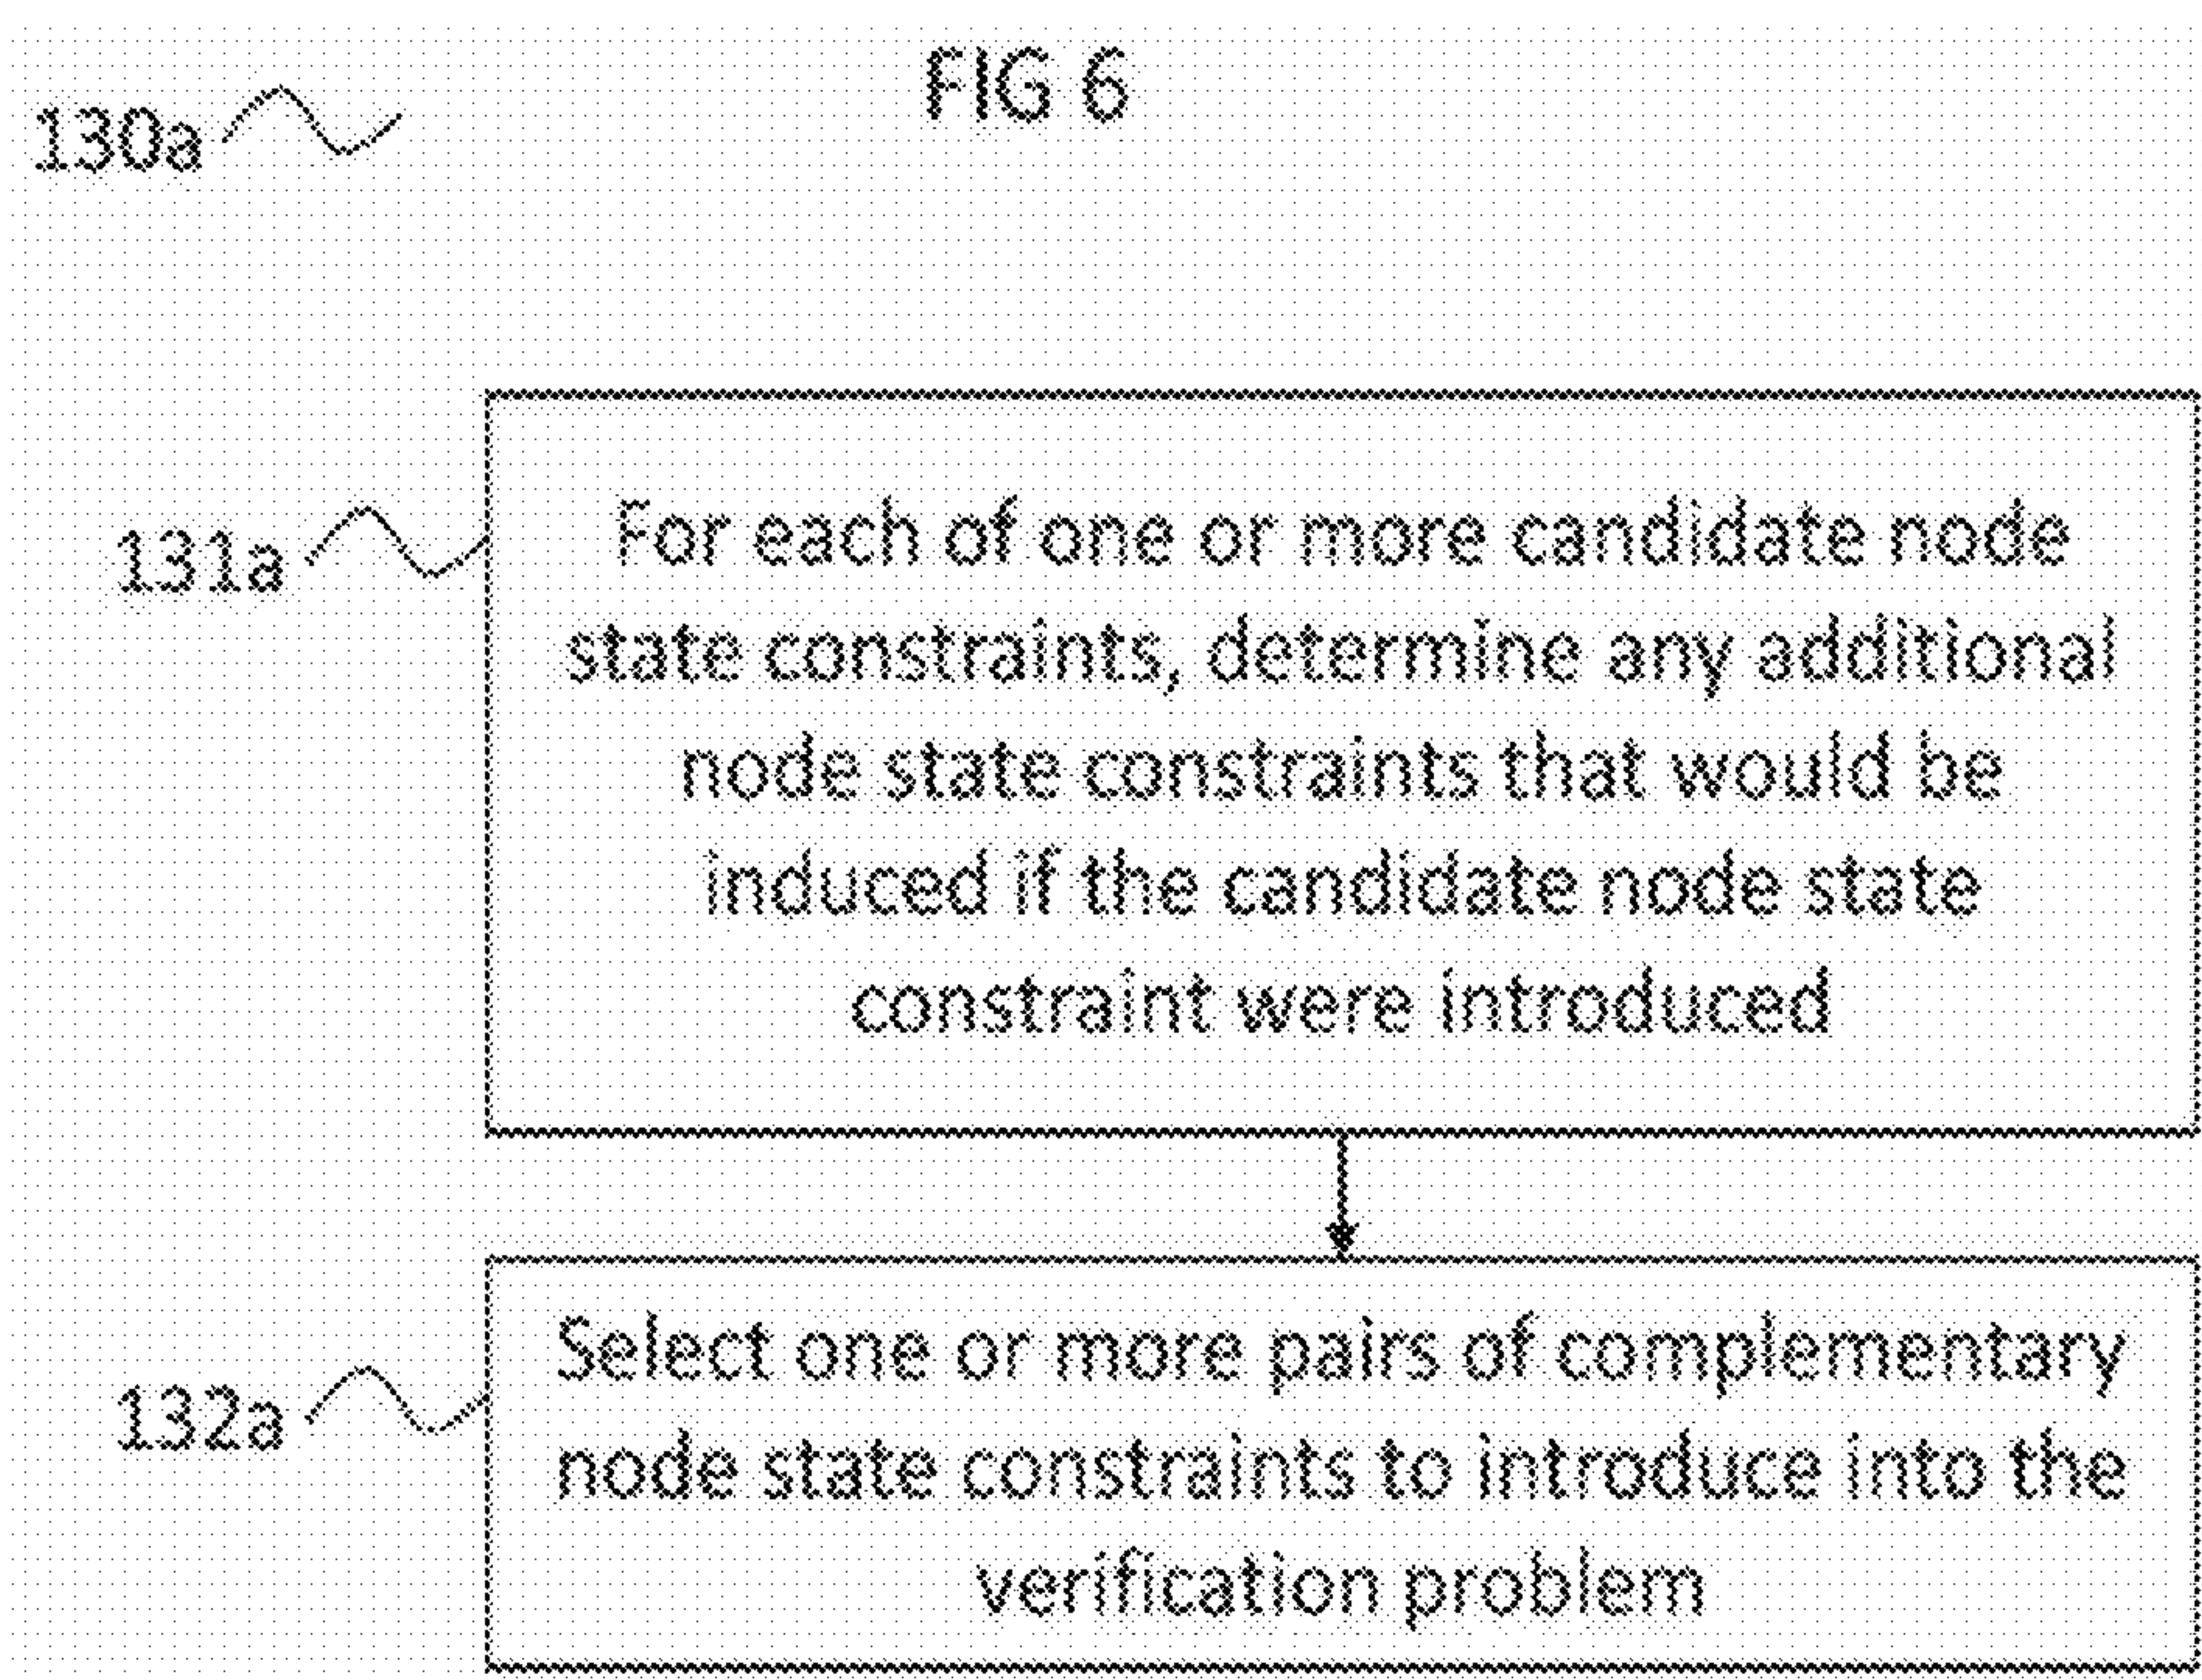 FIG 6
130a
131a
For each of one or more candidate node
state constraints, determine any additional
node state constraints that would be
induced if the candidate node state
constraint were introduced
132a
Select one or more pairs of complementary
node state constraints to introduce into the
verification problem